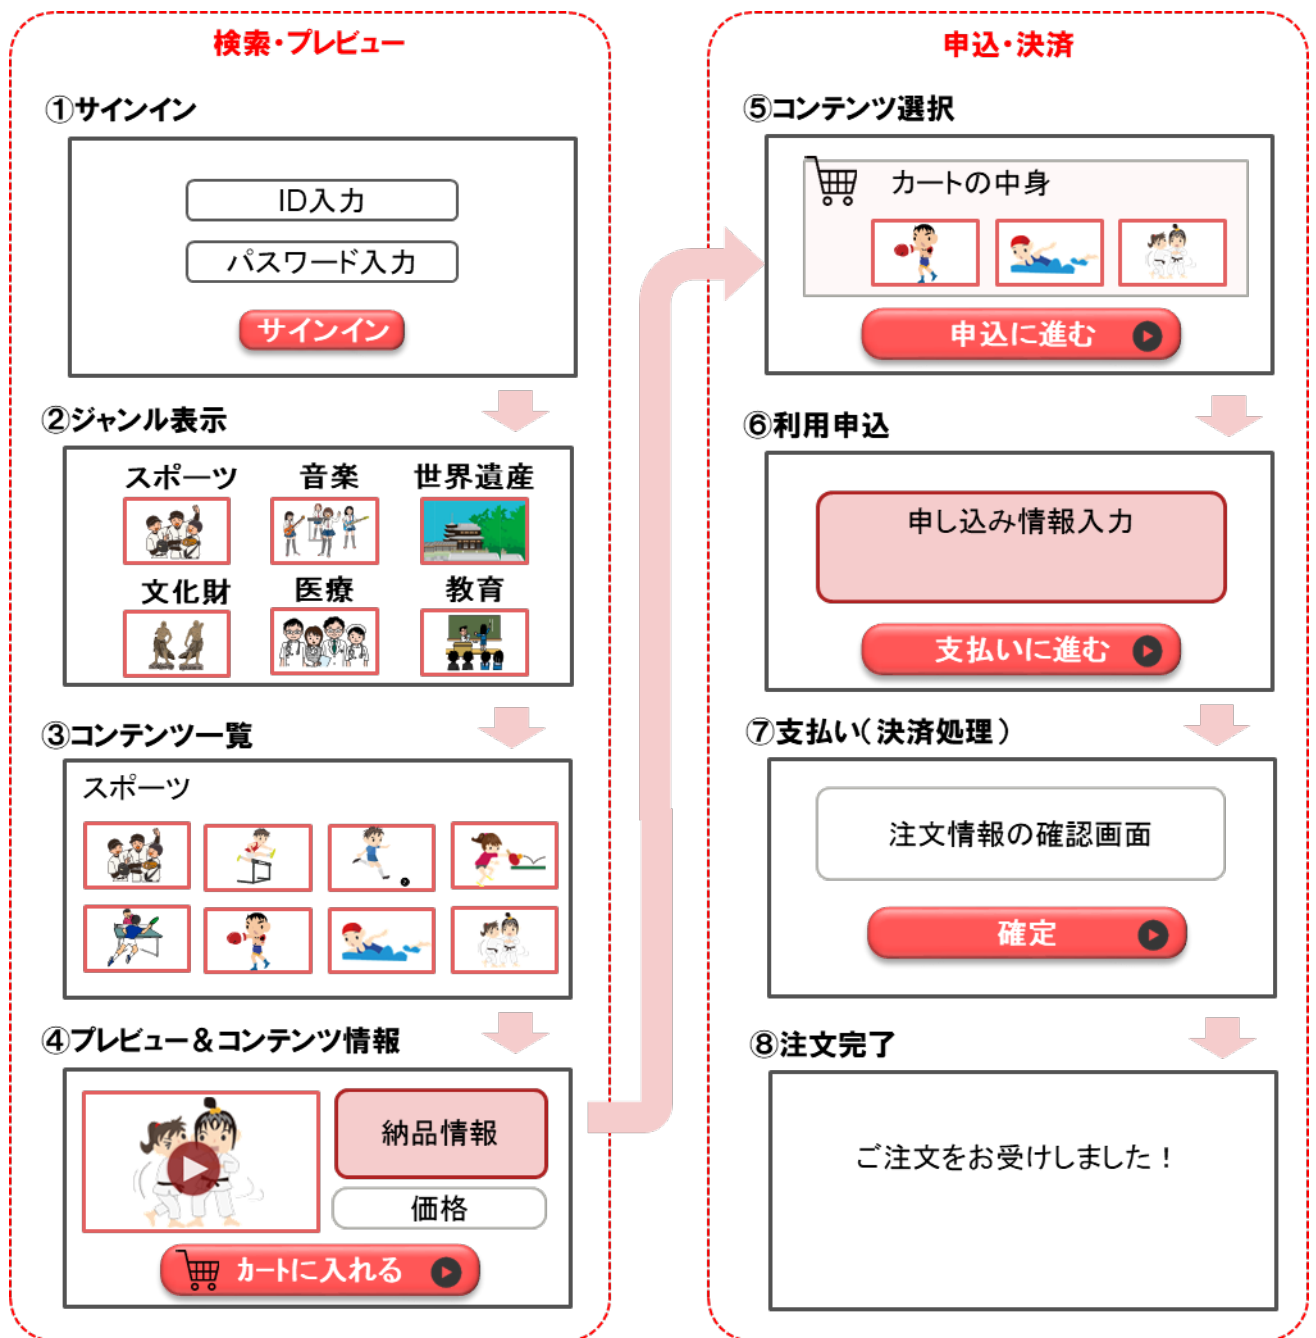 検索・プレビュー
①サインイン
ID入力
パスワード入力
サインイン
②ジャンル表示
スポーツ 音楽 世界遺産
文化財 医療 教育
③コンテンツ一覧
スポーツ
④プレビュー＆コンテンツ情報
納品情報
価格
カートに入れる
申込・決済
⑤コンテンツ選択
カートの中身
申込に進む
⑥利用申込
申し込み情報入力
支払いに進む
⑦支払い（決済処理）
注文情報の確認画面
確定
⑧注文完了
ご注文をお受けしました！